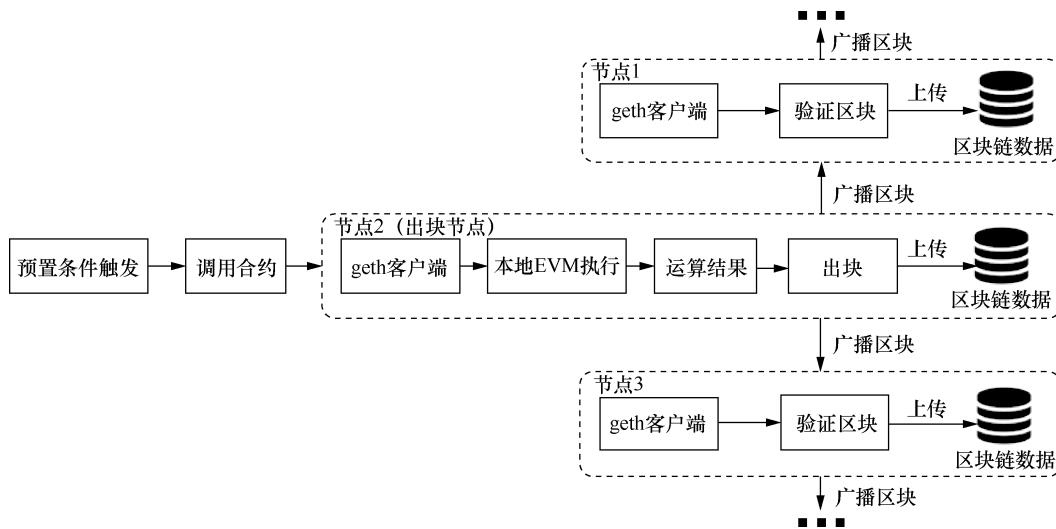 广播区块
节点1
geth客户端
验证区块
上传
区块链数据
广播区块
节点2（出块节点）
预置条件触发
调用合约
geth客户端
本地EVM执行
运算结果
出块
上传
区块链数据
广播区块
节点3
geth客户端
验证区块
上传
区块链数据
广播区块